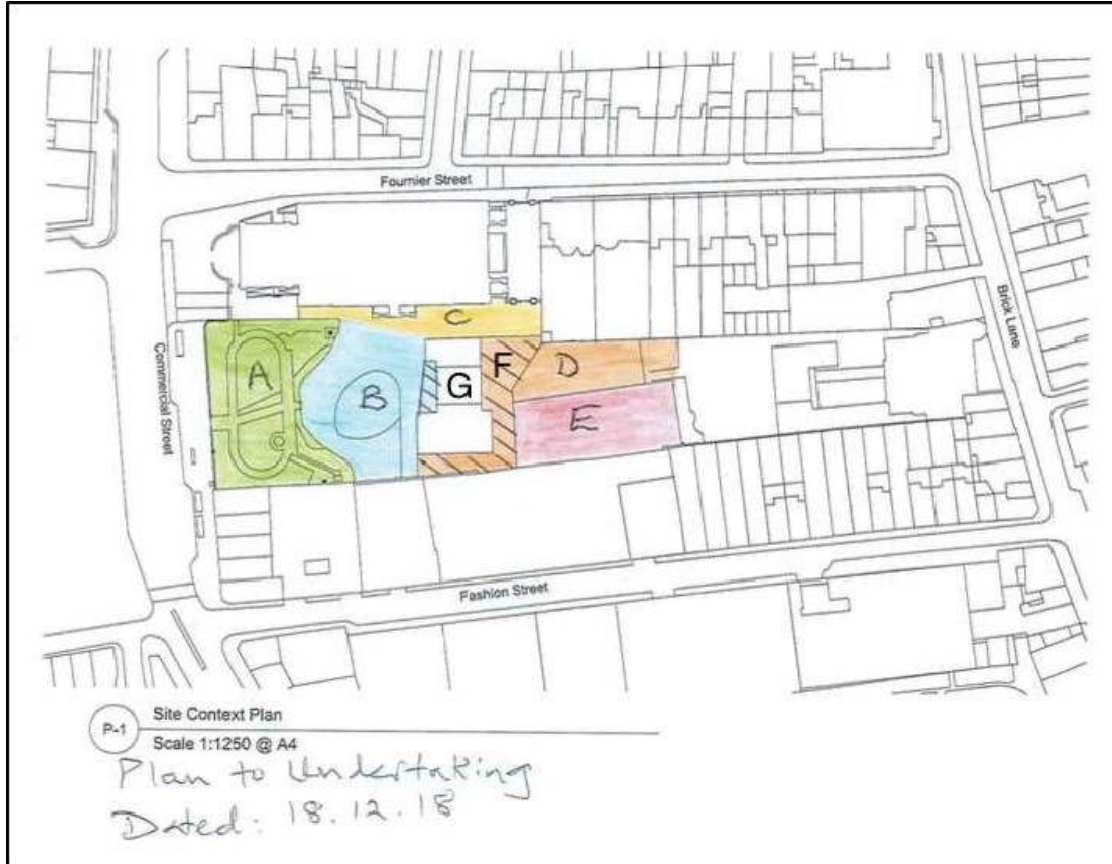 Fournier Street
Brick Lane
Commercial Street
C
A
B
G
F
D
E
Fashion Street
P-1
Site Context Plan
Scale 1:1250 @ A4
Plan to Undertaking
Dated: 18.12.18